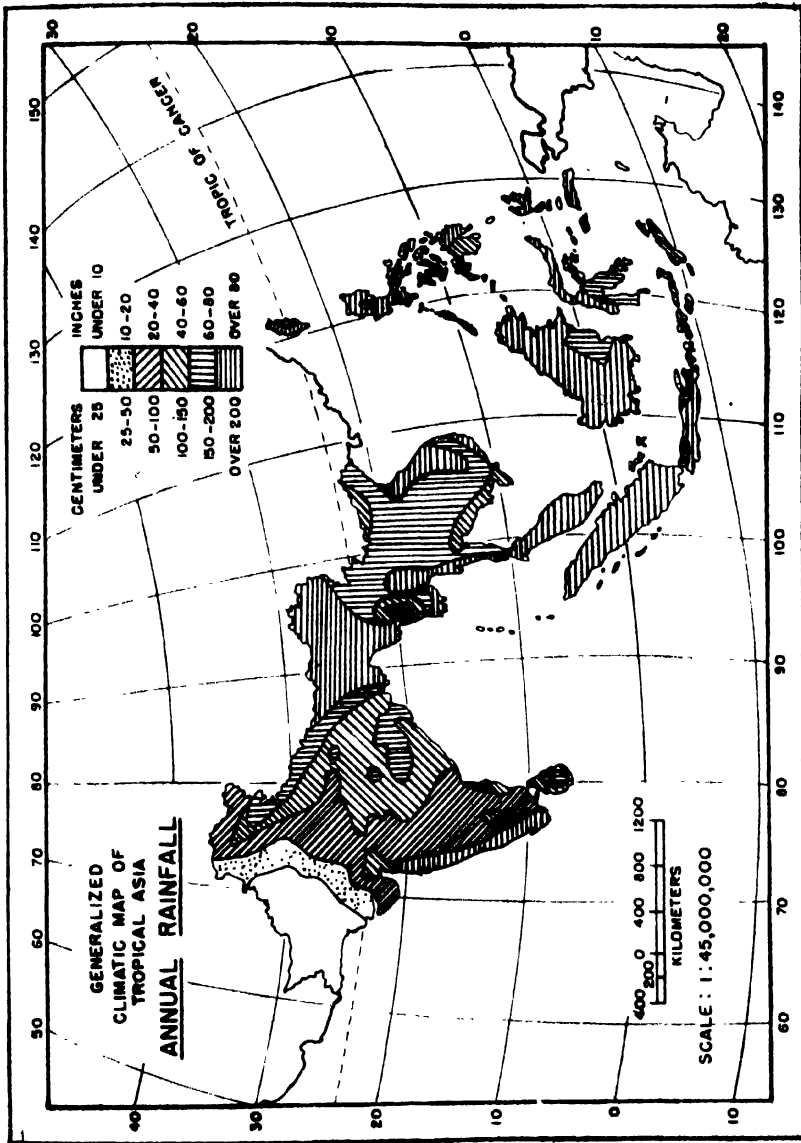 50 60 70 80 90 100 110 120 130 140 150
GENERALIZED
CLIMATIC MAP OF
TROPICAL ASIA
ANNUAL RAINFALL
CENTIMETERS INCHES
UNDER 25 UNDER 10
25-50 10-20
50-100 20-40
100-150 40-60
150-200 60-80
OVER 200 OVER 80
TROPIC OF CANCER
30
20
10
0
30
20
10
0
10
20
400 200 0 400 800 1200
KILOMETERS
SCALE: 1:45,000,000
60 70 80 90 100 110 120 130 140